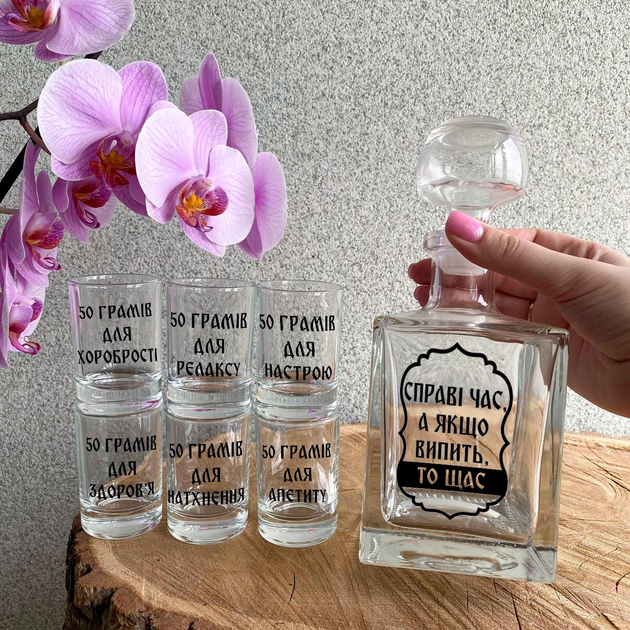 50 ГРАМІВ
ДЛЯ
ХОРОБРОСТІ
50 ГРАМІВ
ДЛЯ
РЕЛАКСУ
50 ГРАМІВ
ДЛЯ
НАСТРОЮ
50 ГРАМІВ
ДЛЯ
ЗДОРОВ'Я
50 ГРАМІВ
ДЛЯ
НАТХНЕННЯ
50 ГРАМІВ
ДЛЯ
АПЕТИТУ
СПРАВІ ЧАС,
А ЯКЩО
ВИПИТЬ,
ТО ЩАС